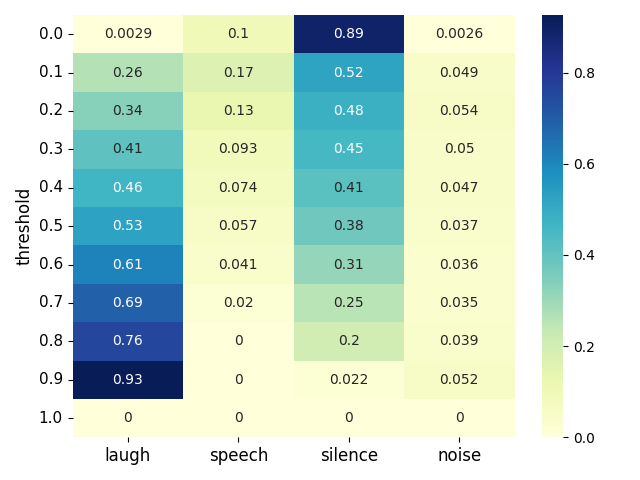 0.0 0.0029 0.1 0.89 0.0026
0.1 0.26 0.17 0.52 0.049
0.2 0.34 0.13 0.48 0.054
0.3 0.41 0.093 0.45 0.05
0.4 0.46 0.074 0.41 0.047
0.5 0.53 0.057 0.38 0.037
0.6 0.61 0.041 0.31 0.036
0.7 0.69 0.02 0.25 0.035
0.8 0.76 0 0.2 0.039
0.9 0.93 0 0.022 0.052
1.0 0 0 0 0
laugh speech silence noise
threshold
0.8
0.6
0.4
0.2
0.0